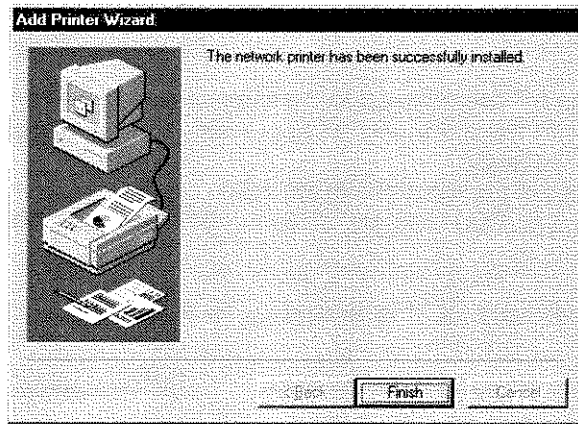 Add Printer Wizard
The network printer has been successfully installed.
Back
Finish
Cancel